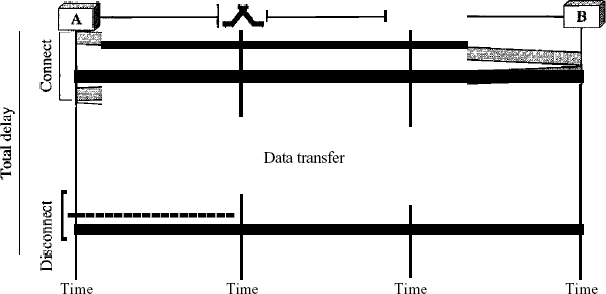 A
B
Connect
Total delay
Data transfer
Disconnect
Time
Time
Time
Time